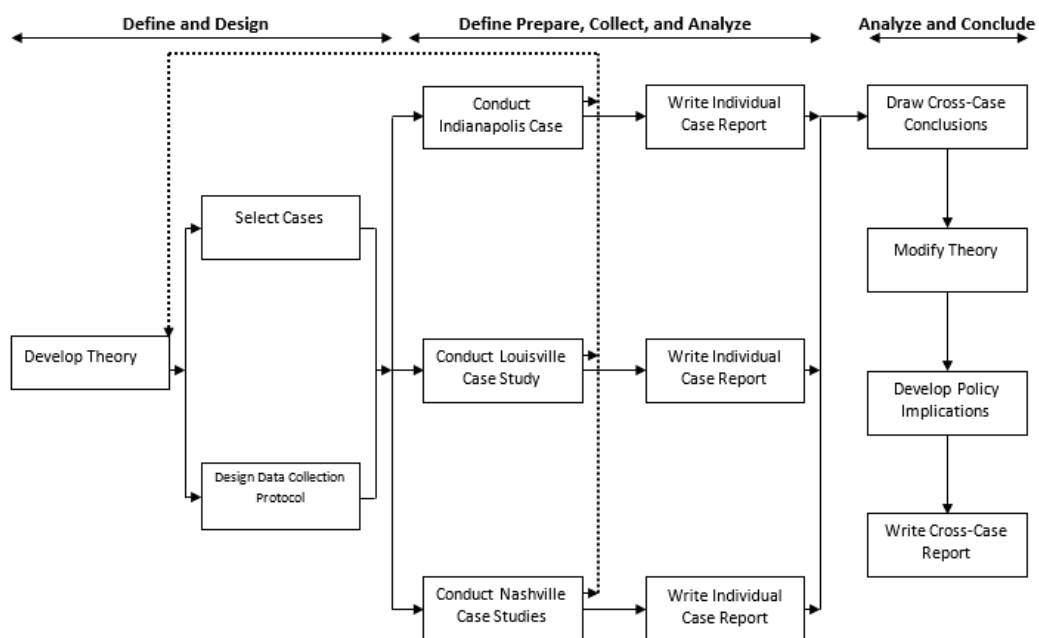 Define and Design
Define Prepare, Collect, and Analyze
Analyze and Conclude
Conduct
Indianapolis Case
Write Individual
Case Report
Draw Cross-Case
Conclusions
Select Cases
Modify Theory
Develop Theory
Conduct Louisville
Case Study
Write Individual
Case Report
Develop Policy
Implications
Design Data Collection
Protocol
Write Cross-Case
Report
Conduct Nashville
Case Studies
Write Individual
Case Report